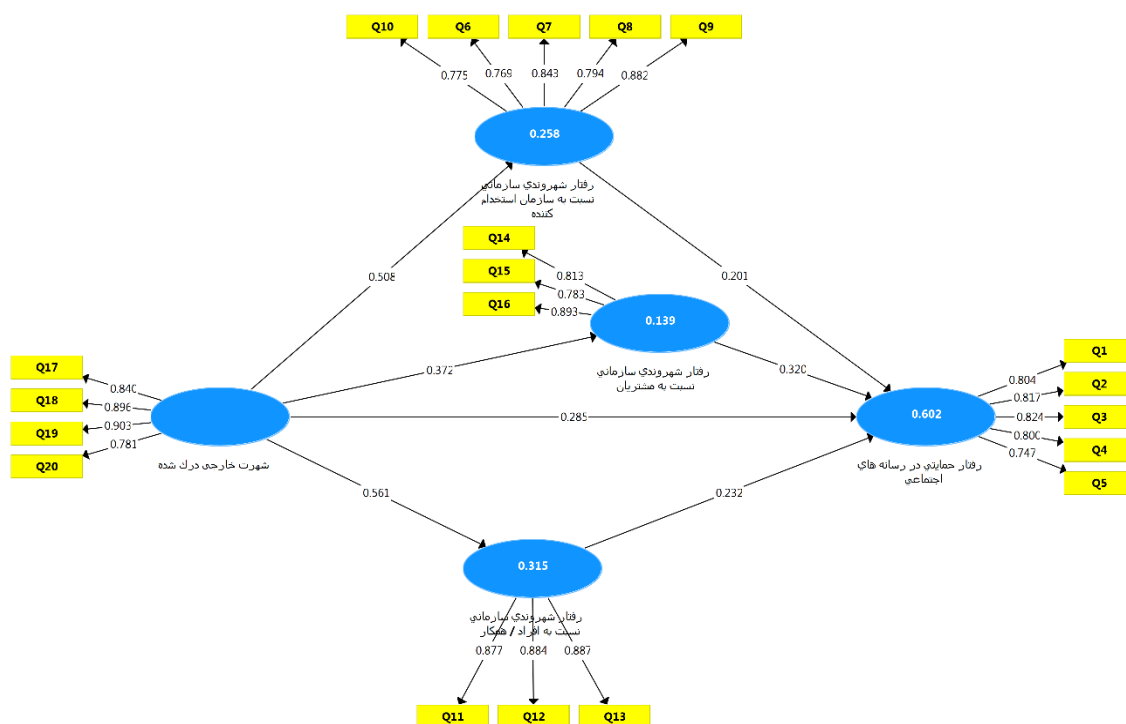 Q10 Q6 Q7 Q8 Q9
0.775 0.769 0.843 0.794 0.882
0.258
رفتار شهروندي سازماني
نسبت به سازمان استخدام
كننده
Q14
Q15
Q16
0.813
0.783
0.893
0.508
0.201
0.139
رفتار شهروندي سازماني
نسبت به مشتريان
0.372
0.320
Q17
Q18
Q19
Q20
0.840
0.896
0.903
0.781
شهرت خارجي درك شده
0.285
0.602
رفتار حمايتي در رسانه هاي
اجتماعي
0.804
0.817
0.824
0.800
0.747
Q1
Q2
Q3
Q4
Q5
0.561
0.232
0.315
رفتار شهروندي سازماني
نسبت به افراد / همكار
0.877 0.884 0.887
Q11 Q12 Q13